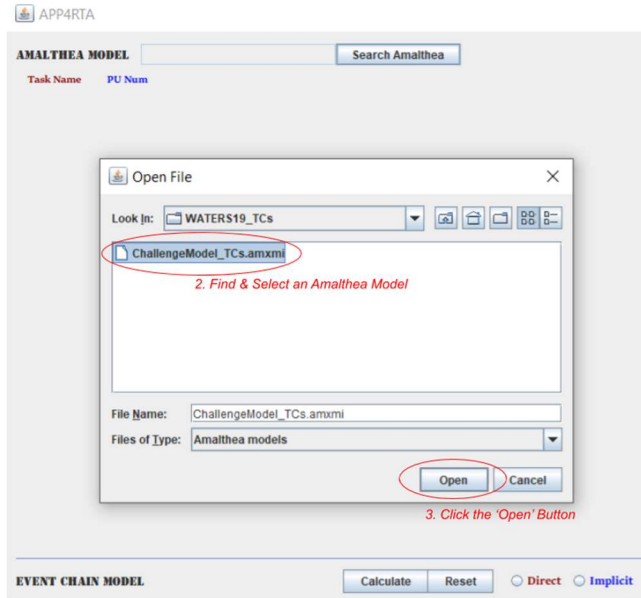 APP4RTA
AMALTHEA MODEL Search Amalthea
Task Name PU Num
Open File
Look In: WATERS19_TCs
ChallengeModel_TCs.amxmi
2. Find & Select an Amalthea Model
File Name: ChallengeModel_TCs.amxmi
Files of Type: Amalthea models
Open Cancel
3. Click the 'Open' Button
EVENT CHAIN MODEL Calculate Reset Direct Implicit